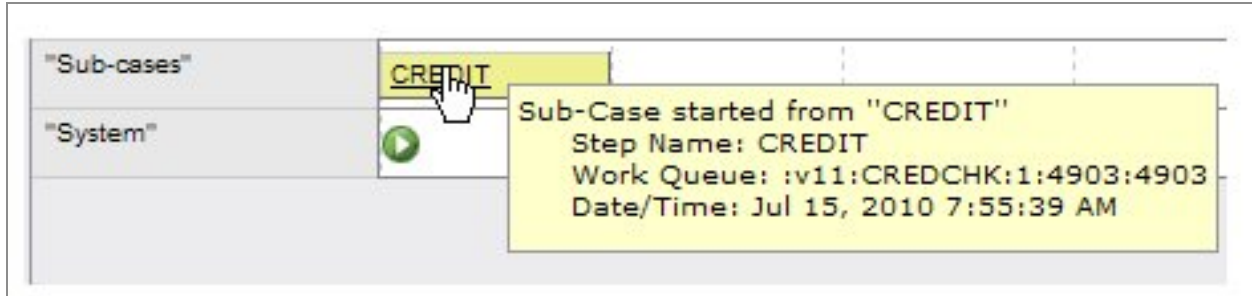 "Sub-cases"
CREDIT
Sub-Case started from "CREDIT"
Step Name: CREDIT
Work Queue: :v11:CREDCHK:1:4903:4903
Date/Time: Jul 15, 2010 7:55:39 AM
"System"